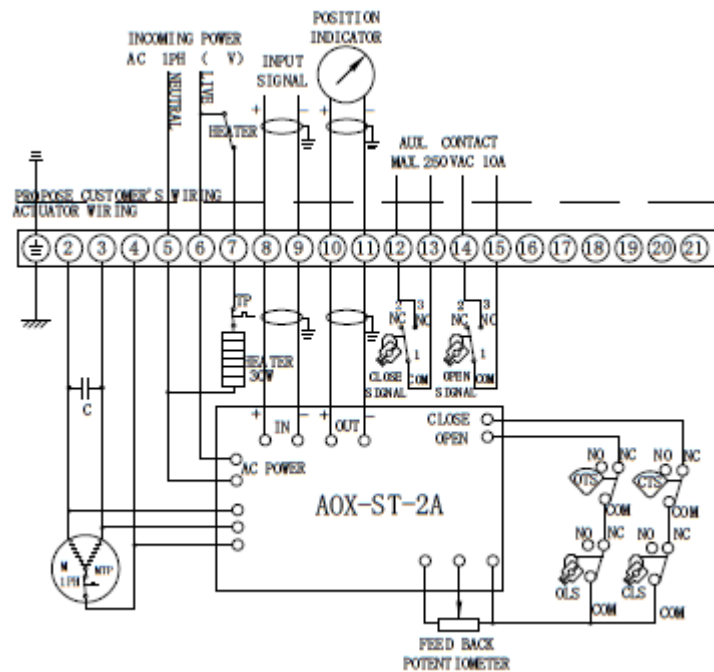 POSITION
INDICATOR
INCOMING POWER
AC 1PH ( V)
INPUT
SIGNAL
NEUTRAL
LIVE
HEATER
+ -
+ -
AUX. CONTACT
MAX. 250VAC 10A
PROPOSE CUSTOMER'S WIRING
ACTUATOR WIRING
2 3 4 5 6 7 8 9 10 11 12 13 14 15 16 17 18 19 20 21
TP
HEATER
30W
2 3
NC NC
1
COM
CLOSE
SIGNAL
2 3
NC NC
1
COM
OPEN
SIGNAL
C
+ IN -
+ OUT -
CLOSE
OPEN
AC POWER
AOX-ST-2A
NO NC
OTS
COM
NO NC
CTS
COM
NO NC
OLS
COM
NO NC
CLS
COM
M
1PH
MTP
FEED BACK
POTENTIOMETER